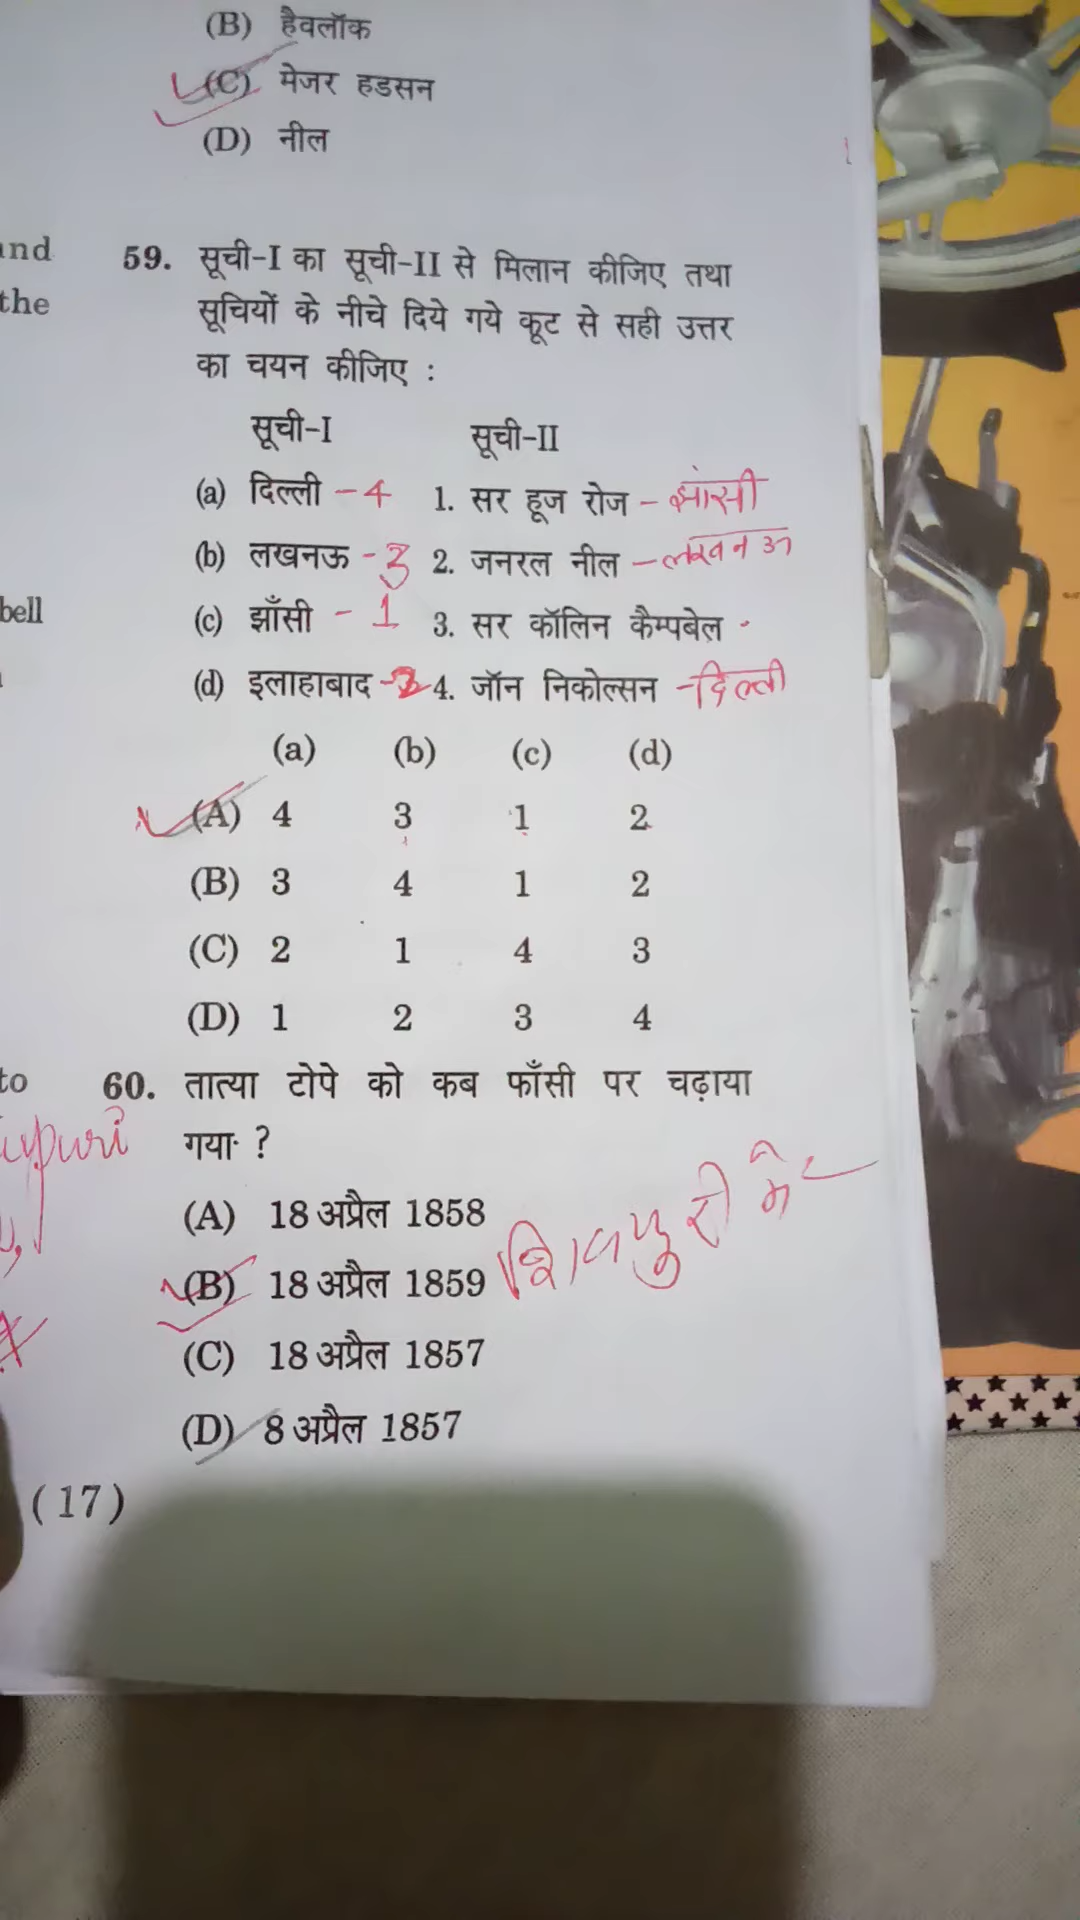 (B) हैवलॉक
(C) मेजर हडसन
(D) नील
and
the
59. सूची-I का सूची-II से मिलान कीजिए तथा
सूचियों के नीचे दिये गये कूट से सही उत्तर
का चयन कीजिए :
सूची-I सूची-II
(a) दिल्ली - 4 1. सर हूज रोज - झांसी
(b) लखनऊ - 3 2. जनरल नील - लखनऊ
bell
(c) झाँसी - 1 3. सर कॉलिन कैम्पबेल
(d) इलाहाबाद - 2 4. जॉन निकोल्सन - दिल्ली
(a) (b) (c) (d)
(A) 4 3 1 2
(B) 3 4 1 2
(C) 2 1 4 3
(D) 1 2 3 4
to
60. तात्या टोपे को कब फाँसी पर चढ़ाया
गया ?
(A) 18 अप्रैल 1858
(B) 18 अप्रैल 1859 शिवपुरी में
(C) 18 अप्रैल 1857
(D) 8 अप्रैल 1857
(17)